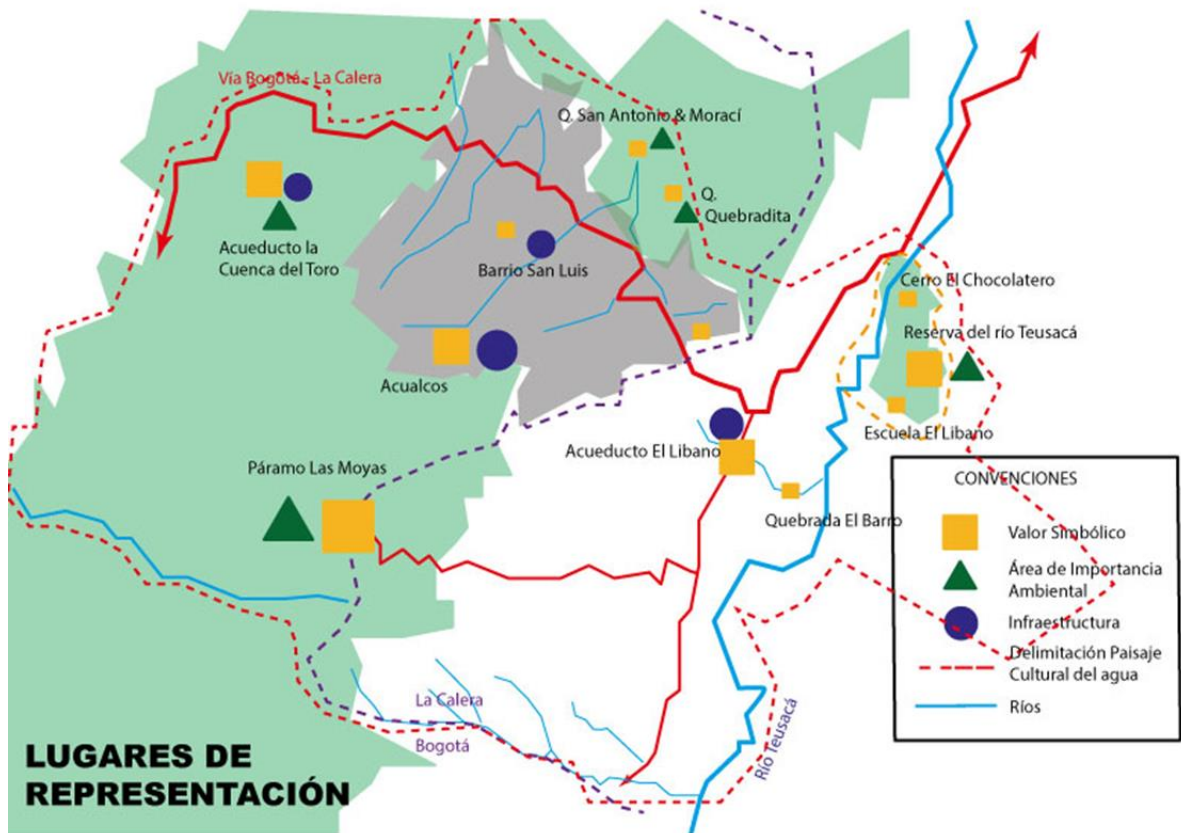 Vía Bogotá - La Calera
Q. San Antonio & Morací
Q.
Quebradita
Acueducto la
Cuenca del Toro
Barrio San Luis
Cerro El Chocolatero
Reserva del río Teusacá
Acualcos
Escuela El Libano
Acueducto El Libano
Páramo Las Moyas
Quebrada El Barro
CONVENCIONES
Valor Simbólico
Área de Importancia
Ambiental
Infraestructura
Delimitación Paisaje
Cultural del agua
Ríos
La Calera
Bogotá
Río Teusacá
LUGARES DE
REPRESENTACIÓN